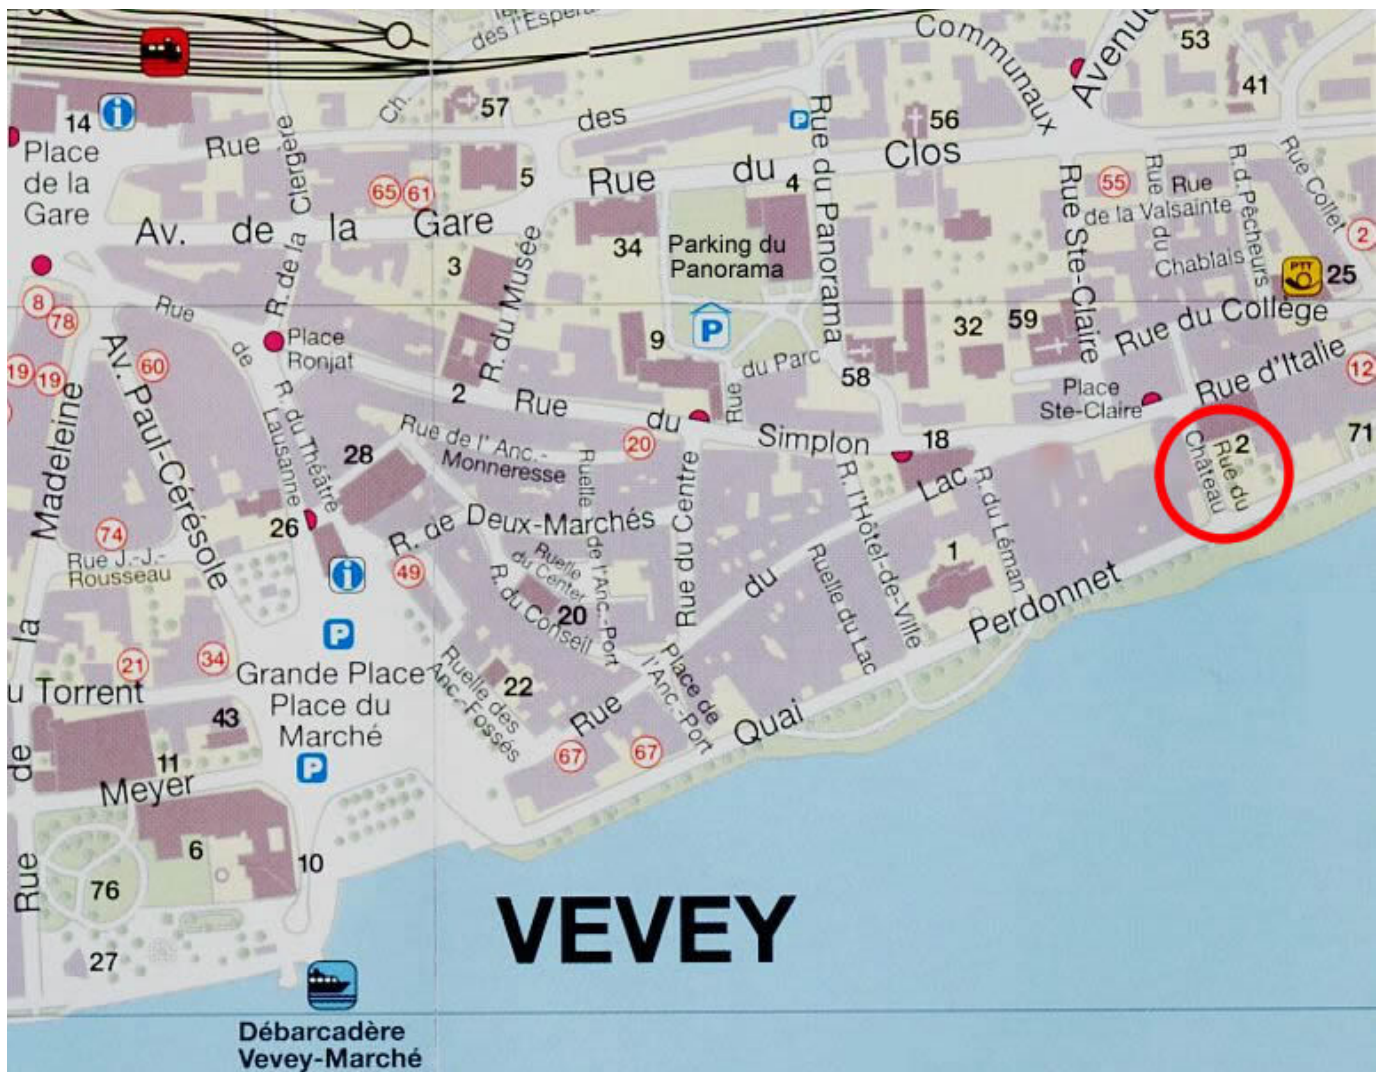 des l'Espéra
Communaux
Avenue
53
41
57
Ch.
des
56
14
Place
de la
Gare
Rue
R. de la Clergère
5
Rue
du
Clos
4
Rue du Panorama
65
61
55
Rue
de la Valsainte
Rue du
Chablais
R.d. Pêcheurs
Rue Collet
2
Av. de la Gare
34
Parking du
Panorama
3
R. du Musée
Rue Ste-Claire
PTT
25
8
78
Rue
de
Lausanne
Place
Ronjat
9
P
32
59
Rue du Collège
19
19
Av. Paul-Cérésole
60
2
Rue
du
Simplon
Rue
du Parc
58
Place
Ste-Claire
Rue d'Italie
12
Madeleine
R. du Théâtre
28
Rue de l' Anc.-
Monneresse
20
18
Château
Rue du
2
71
26
R. de Deux-Marchés
Ruelle
de l'Anc.-Port
Rue du Centre
Lac
R. l'Hôtel-de-Ville
R. du Léman
74
Rue J.-J.-
Rousseau
49
Ruelle
du Center
R. du Conseil
20
du
Ruelle du Lac
1
Perdonnet
P
la
21
34
Grande Place
Place du
Marché
Ruelle des
Anc.-Fossés
22
Rue
Place de
l'Anc.-Port
Quai
u Torrent
43
67
67
de
11
Meyer
P
Rue
6
10
76
27
VEVEY
Débarcadère
Vevey-Marché